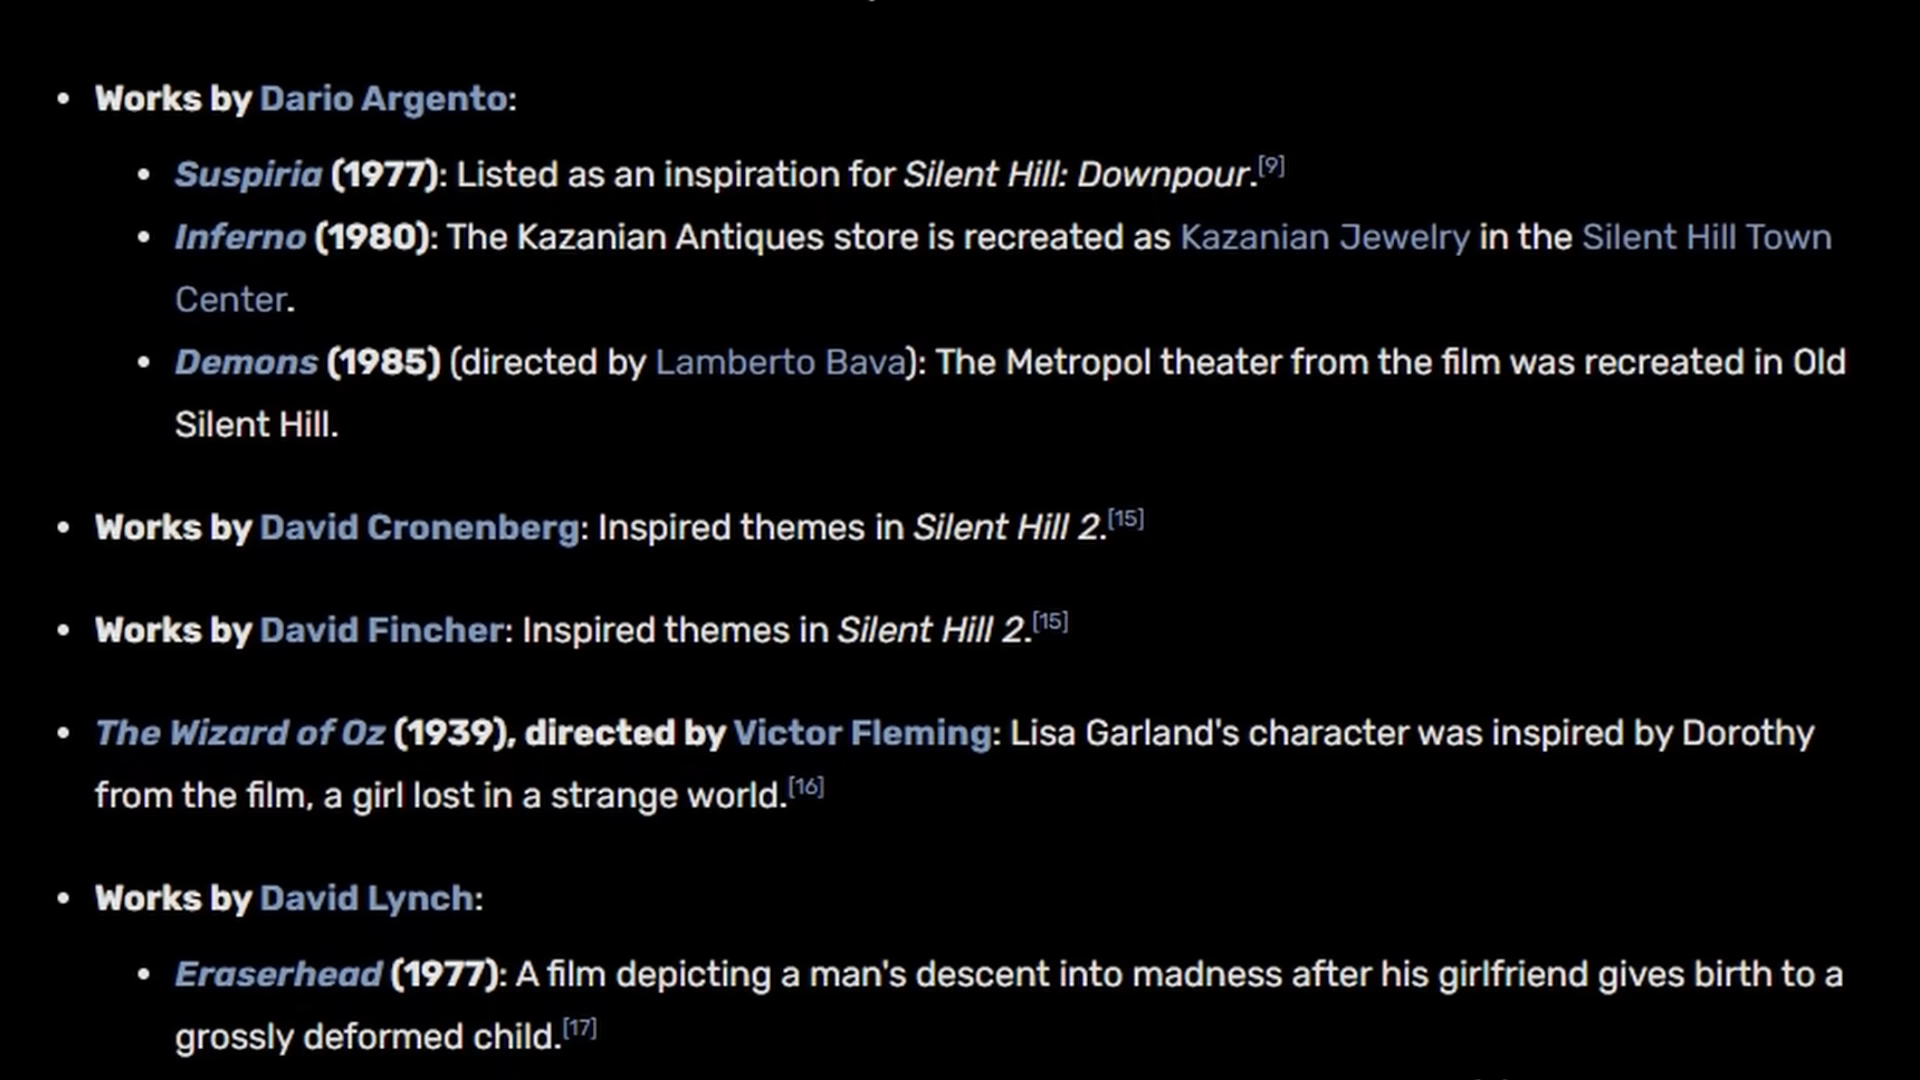 • Works by Dario Argento:
• Suspiria (1977): Listed as an inspiration for Silent Hill: Downpour.[9]
• Inferno (1980): The Kazanian Antiques store is recreated as Kazanian Jewelry in the Silent Hill Town
Center.
• Demons (1985) (directed by Lamberto Bava): The Metropol theater from the film was recreated in Old
Silent Hill.
• Works by David Cronenberg: Inspired themes in Silent Hill 2.[15]
• Works by David Fincher: Inspired themes in Silent Hill 2.[15]
• The Wizard of Oz (1939), directed by Victor Fleming: Lisa Garland's character was inspired by Dorothy
from the film, a girl lost in a strange world.[16]
• Works by David Lynch:
• Eraserhead (1977): A film depicting a man's descent into madness after his girlfriend gives birth to a
grossly deformed child.[17]